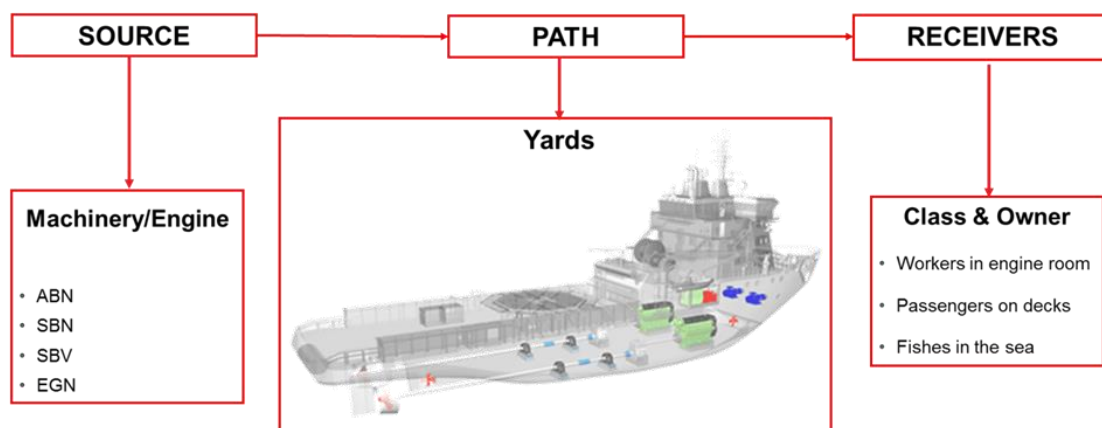 SOURCE
PATH
RECEIVERS
Machinery/Engine
• ABN
• SBN
• SBV
• EGN
Yards
Class & Owner
• Workers in engine room
• Passengers on decks
• Fishes in the sea